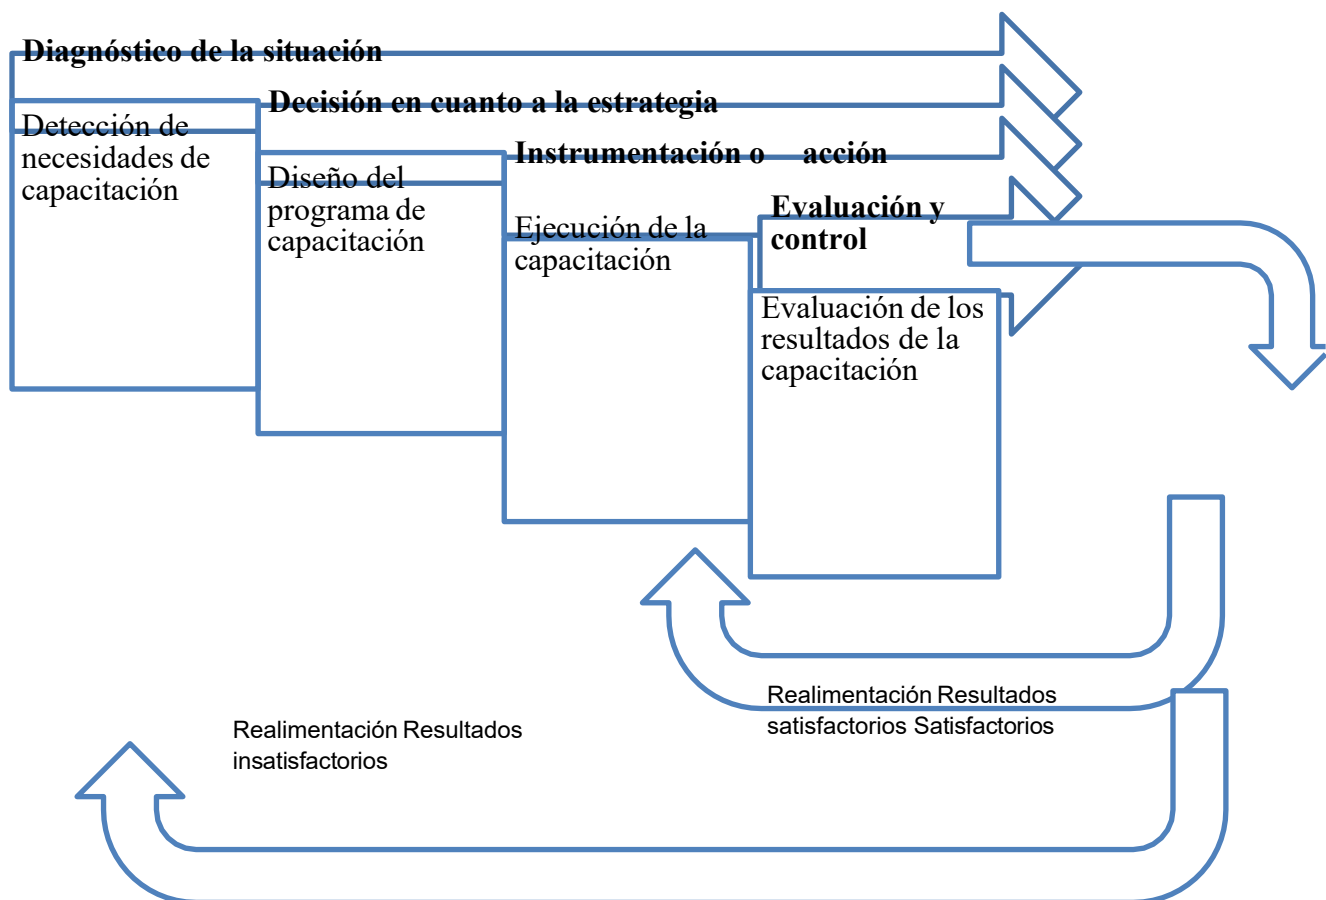 Diagnóstico de la situación
Decisión en cuanto a la estrategia
Detección de
necesidades de
capacitación
Instrumentación o acción
Diseño del
programa de
capacitación
Evaluación y
control
Ejecución de la
capacitación
Evaluación de los
resultados de la
capacitación
Realimentación Resultados
satisfactorios Satisfactorios
Realimentación Resultados
insatisfactorios